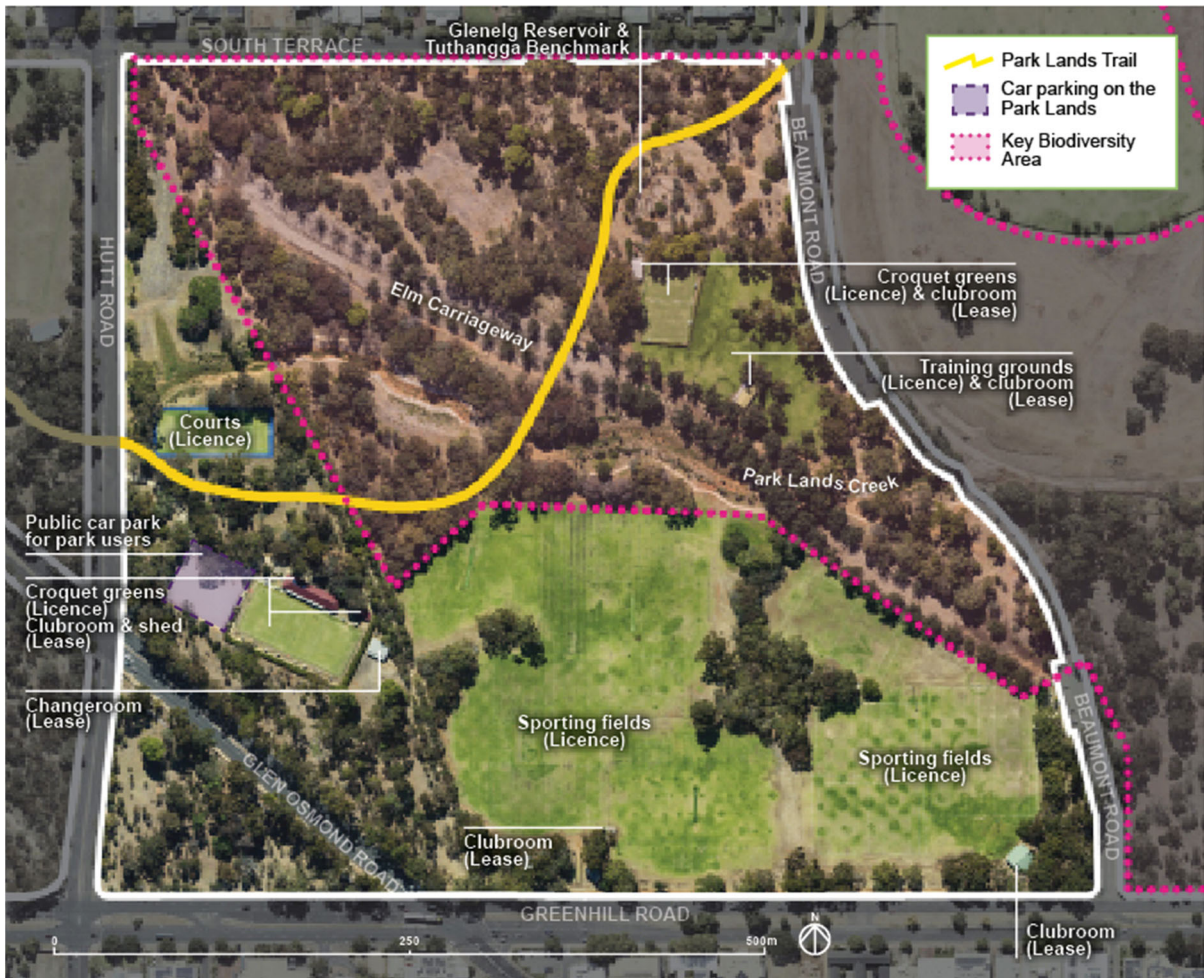 SOUTH TERRACE
Glenelg Reservoir &
Tuthangga Benchmark
Park Lands Trail
Car parking on the
Park Lands
Key Biodiversity
Area
BEAUMONT ROAD
HUTT ROAD
Elm Carriageway
Croquet greens
(Licence) & clubroom
(Lease)
Training grounds
(Licence) & clubroom
(Lease)
Courts
(Licence)
Park Lands Creek
Public car park
for park users
Croquet greens
(Licence)
Clubroom & shed
(Lease)
Changeroom
(Lease)
Sporting fields
(Licence)
Sporting fields
(Licence)
BEAUMONT ROAD
GLEN OSMOND ROAD
Clubroom
(Lease)
GREENHILL ROAD
Clubroom
(Lease)
0
250
500m
N